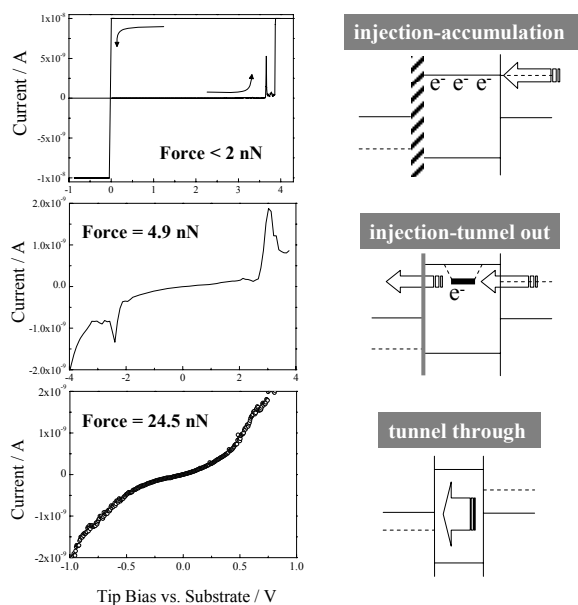 1x10⁻⁸
5x10⁻⁹
0
-5x10⁻⁹
-1x10⁻⁸
Current / A
Force < 2 nN
-1 0 1 2 3 4
injection-accumulation
e⁻ e⁻ e⁻
2.0x10⁻⁹
1.0x10⁻⁹
0.0
-1.0x10⁻⁹
-2.0x10⁻⁹
Current / A
Force = 4.9 nN
-4 -2 0 2 4
injection-tunnel out
e⁻
2x10⁻⁹
1x10⁻⁹
0
-1x10⁻⁹
-2x10⁻⁹
Current / A
Force = 24.5 nN
-1.0 -0.5 0.0 0.5 1.0
Tip Bias vs. Substrate / V
tunnel through